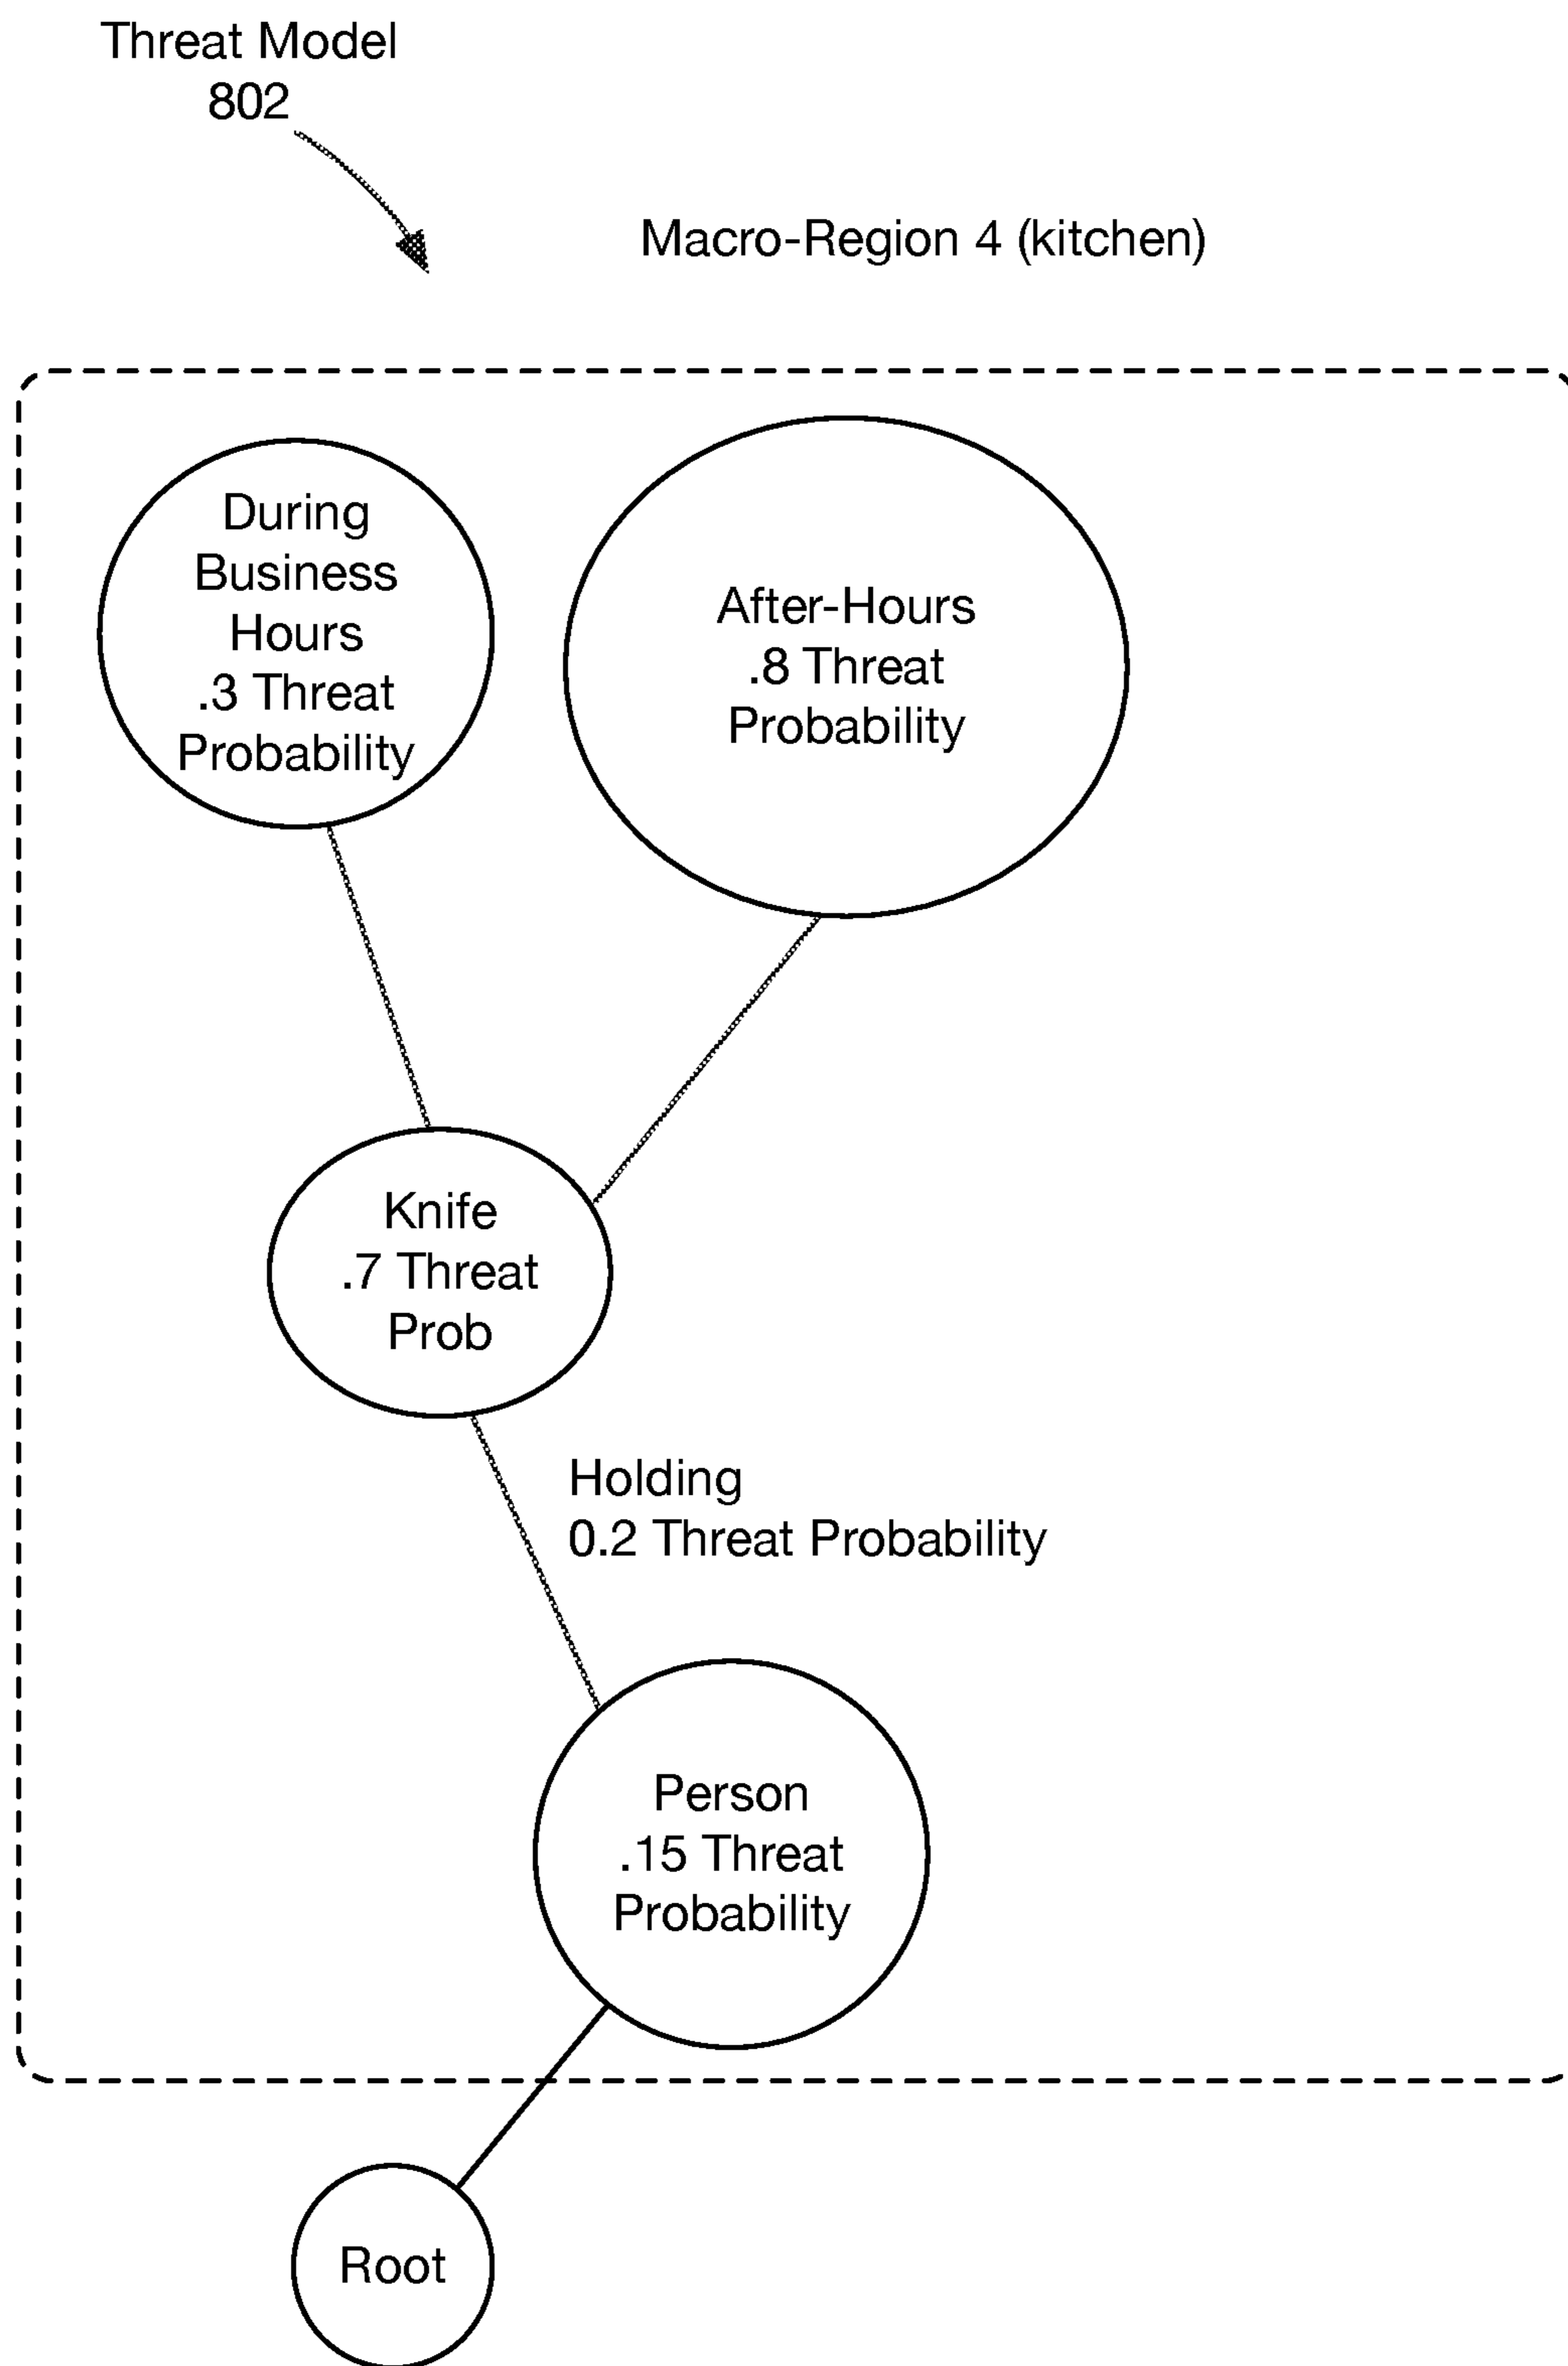 Threat Model
802
Macro-Region 4 (kitchen)
During
Business
Hours
.3 Threat
Probability
After-Hours
.8 Threat
Probability
Knife
.7 Threat
Prob
Holding
0.2 Threat Probability
Person
.15 Threat
Probability
Root